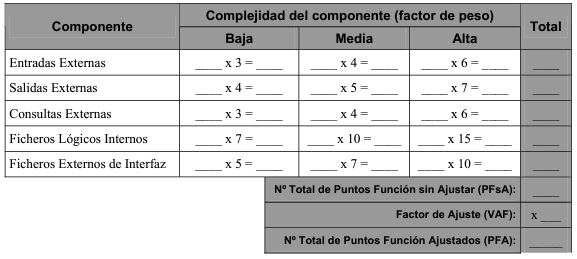 Componente Complejidad del componente (factor de peso) Total
Baja Media Alta
Entradas Externas ____ x 3 = ____ ____ x 4 = ____ ____ x 6 = ____ ____
Salidas Externas ____ x 4 = ____ ____ x 5 = ____ ____ x 7 = ____ ____
Consultas Externas ____ x 3 = ____ ____ x 4 = ____ ____ x 6 = ____ ____
Ficheros Lógicos Internos ____ x 7 = ____ ____ x 10 = ____ ____ x 15 = ____ ____
Ficheros Externos de Interfaz ____ x 5 = ____ ____ x 7 = ____ ____ x 10 = ____ ____
Nº Total de Puntos Función sin Ajustar (PFsA): ____
Factor de Ajuste (VAF): x ___
Nº Total de Puntos Función Ajustados (PFA): _____